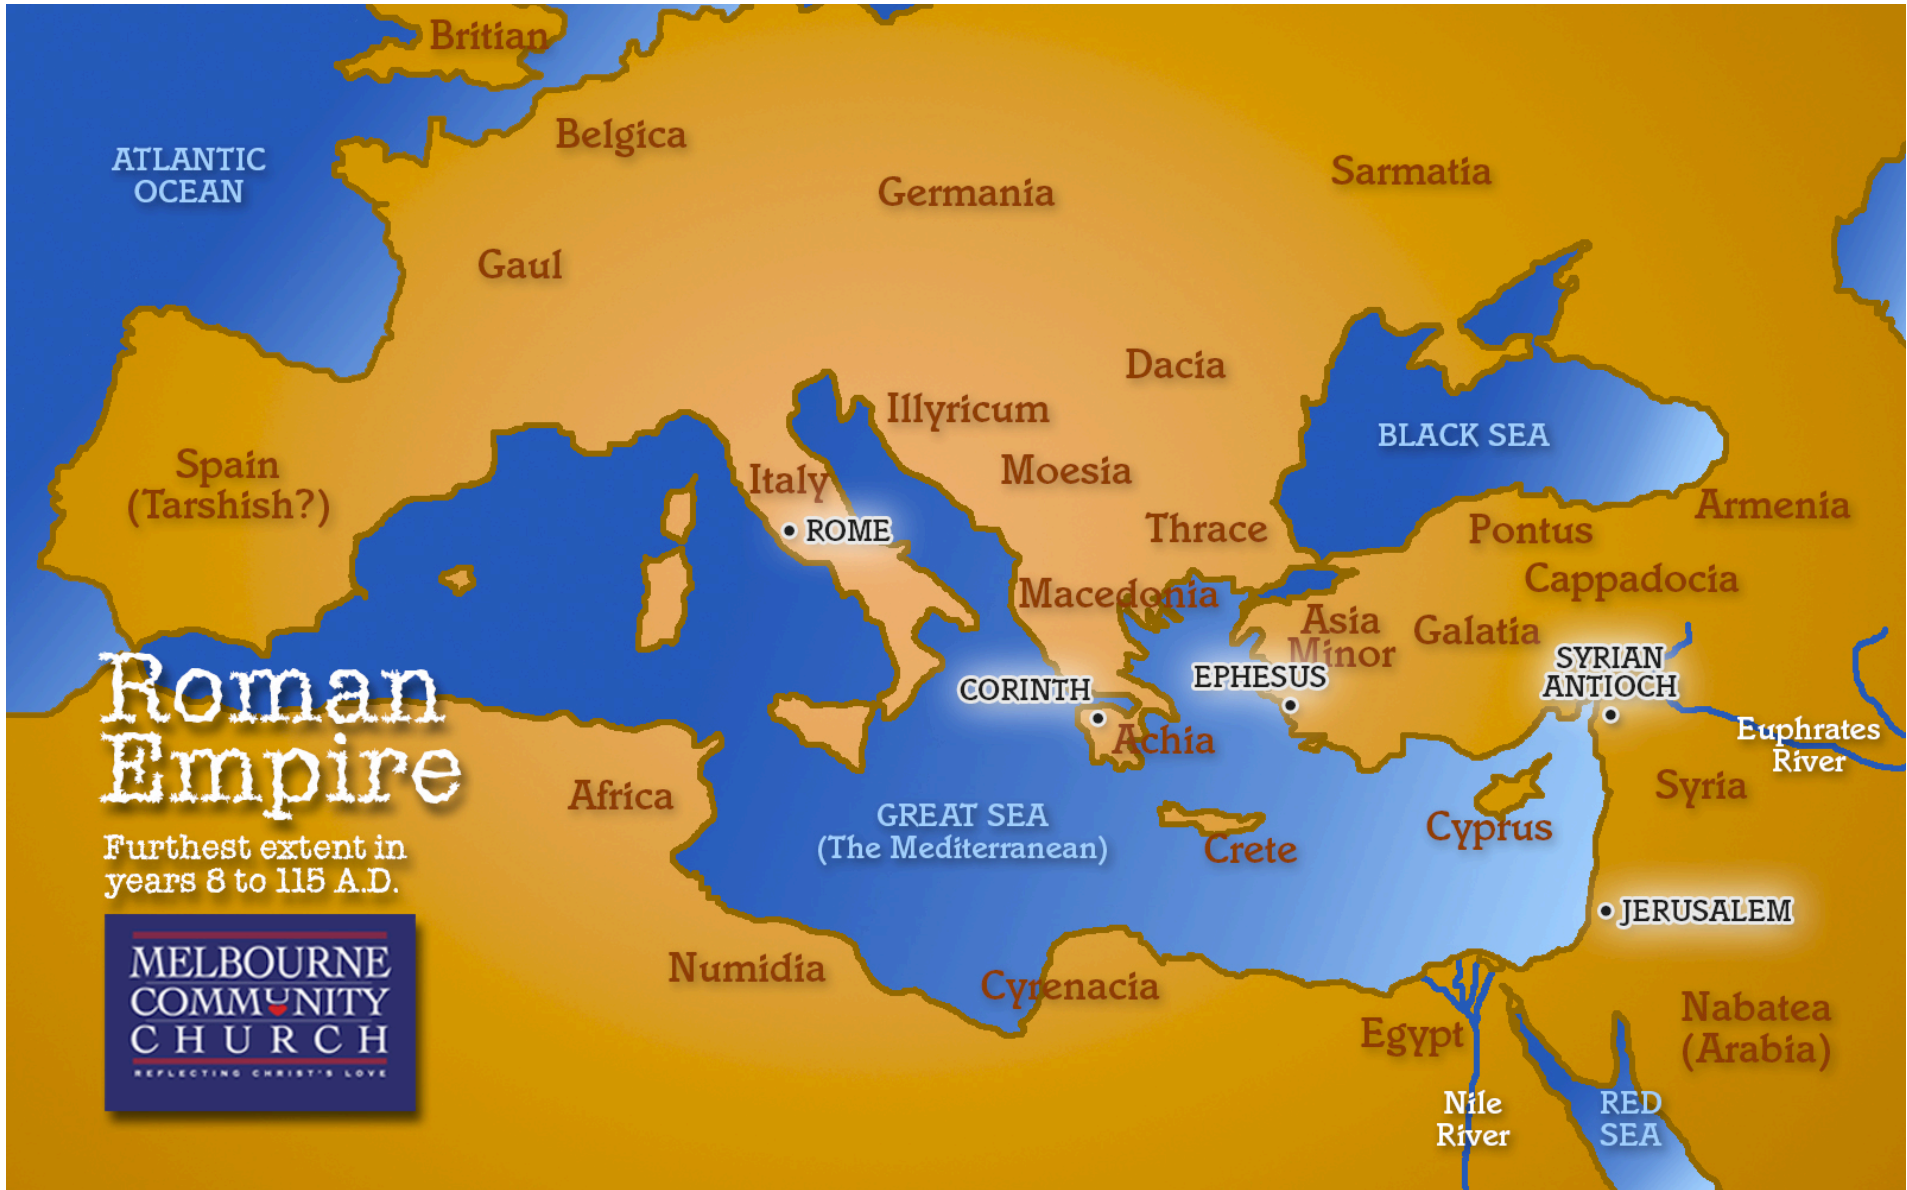 Britian
Belgica
ATLANTIC
OCEAN
Germania
Sarmatia
Gaul
Dacia
Illyricum
BLACK SEA
Spain
(Tarshish?)
Italy
Moesia
ROME
Thrace
Pontus
Armenia
Macedonia
Cappadocia
Asia
Minor
Galatia
CORINTH
EPHESUS
SYRIAN
ANTIOCH
Achia
Euphrates
River
Syria
Africa
GREAT SEA
(The Mediterranean)
Crete
Cyprus
JERUSALEM
Numidia
Cyrenacia
Egypt
Nabatea
(Arabia)
Nile
River
RED
SEA
Roman
Empire
Furthest extent in
years 8 to 115 A.D.
MELBOURNE
COMMUNITY
CHURCH
REFLECTING CHRIST'S LOVE